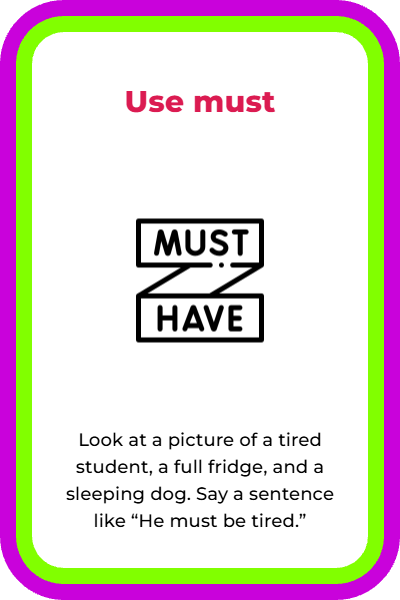 Use must
MUST
HAVE
Look at a picture of a tired
student, a full fridge, and a
sleeping dog. Say a sentence
like “He must be tired.”